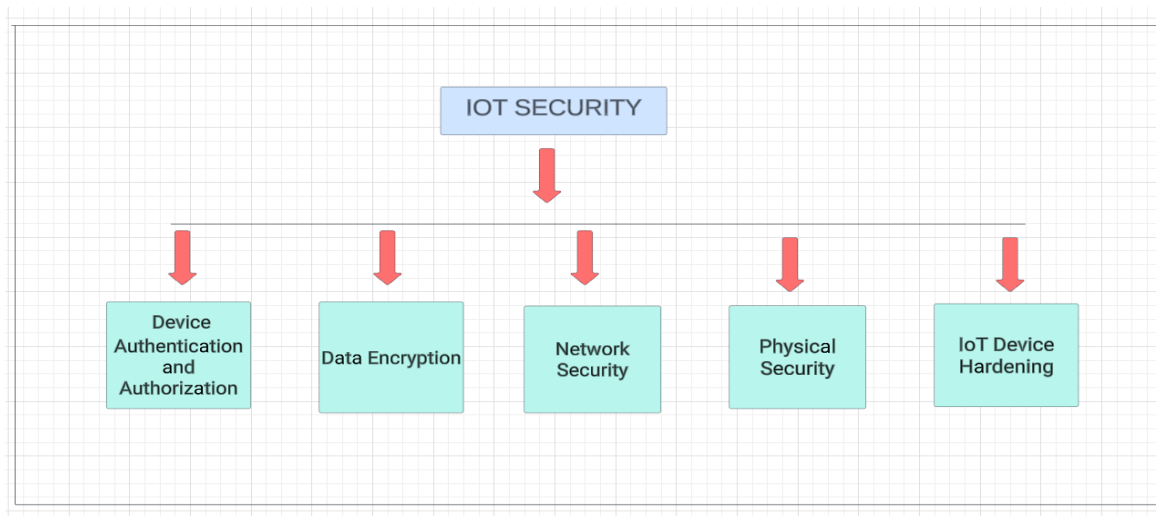 IOT SECURITY
Device
Authentication
and
Authorization
Data Encryption
Network
Security
Physical
Security
IoT Device
Hardening